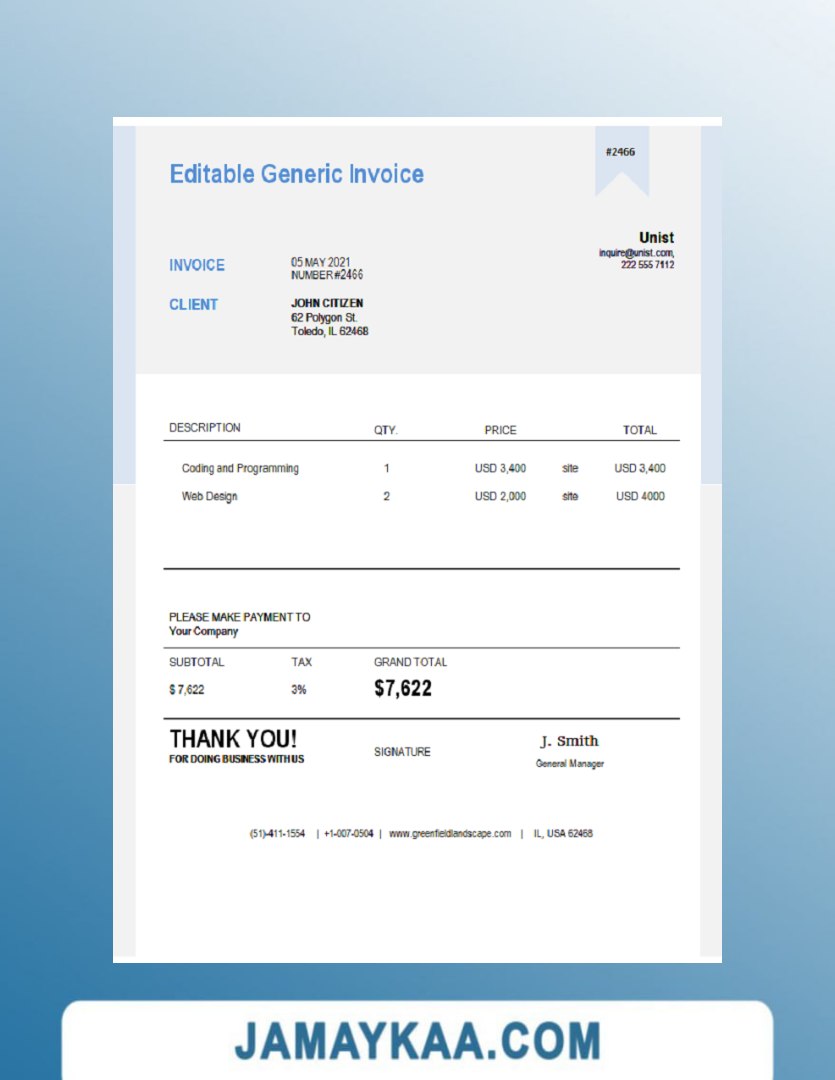 #2466
Editable Generic Invoice
Unist
inquire@unist.com,
222 555 7112
INVOICE
05 MAY 2021
NUMBER#2466
CLIENT
JOHN CITIZEN
62 Polygon St.
Toledo, IL 62468
DESCRIPTION QTY. PRICE TOTAL
Coding and Programming 1 USD 3,400 site USD 3,400
Web Design 2 USD 2,000 site USD 4000
PLEASE MAKE PAYMENT TO
Your Company
SUBTOTAL TAX GRAND TOTAL
$ 7,622 3% $7,622
THANK YOU!
FOR DOING BUSINESS WITH US
SIGNATURE
J. Smith
General Manager
(51)-411-1554 | +1-007-0504 | www.greenfieldlandscape.com | IL, USA 62468
JAMAYKAA.COM